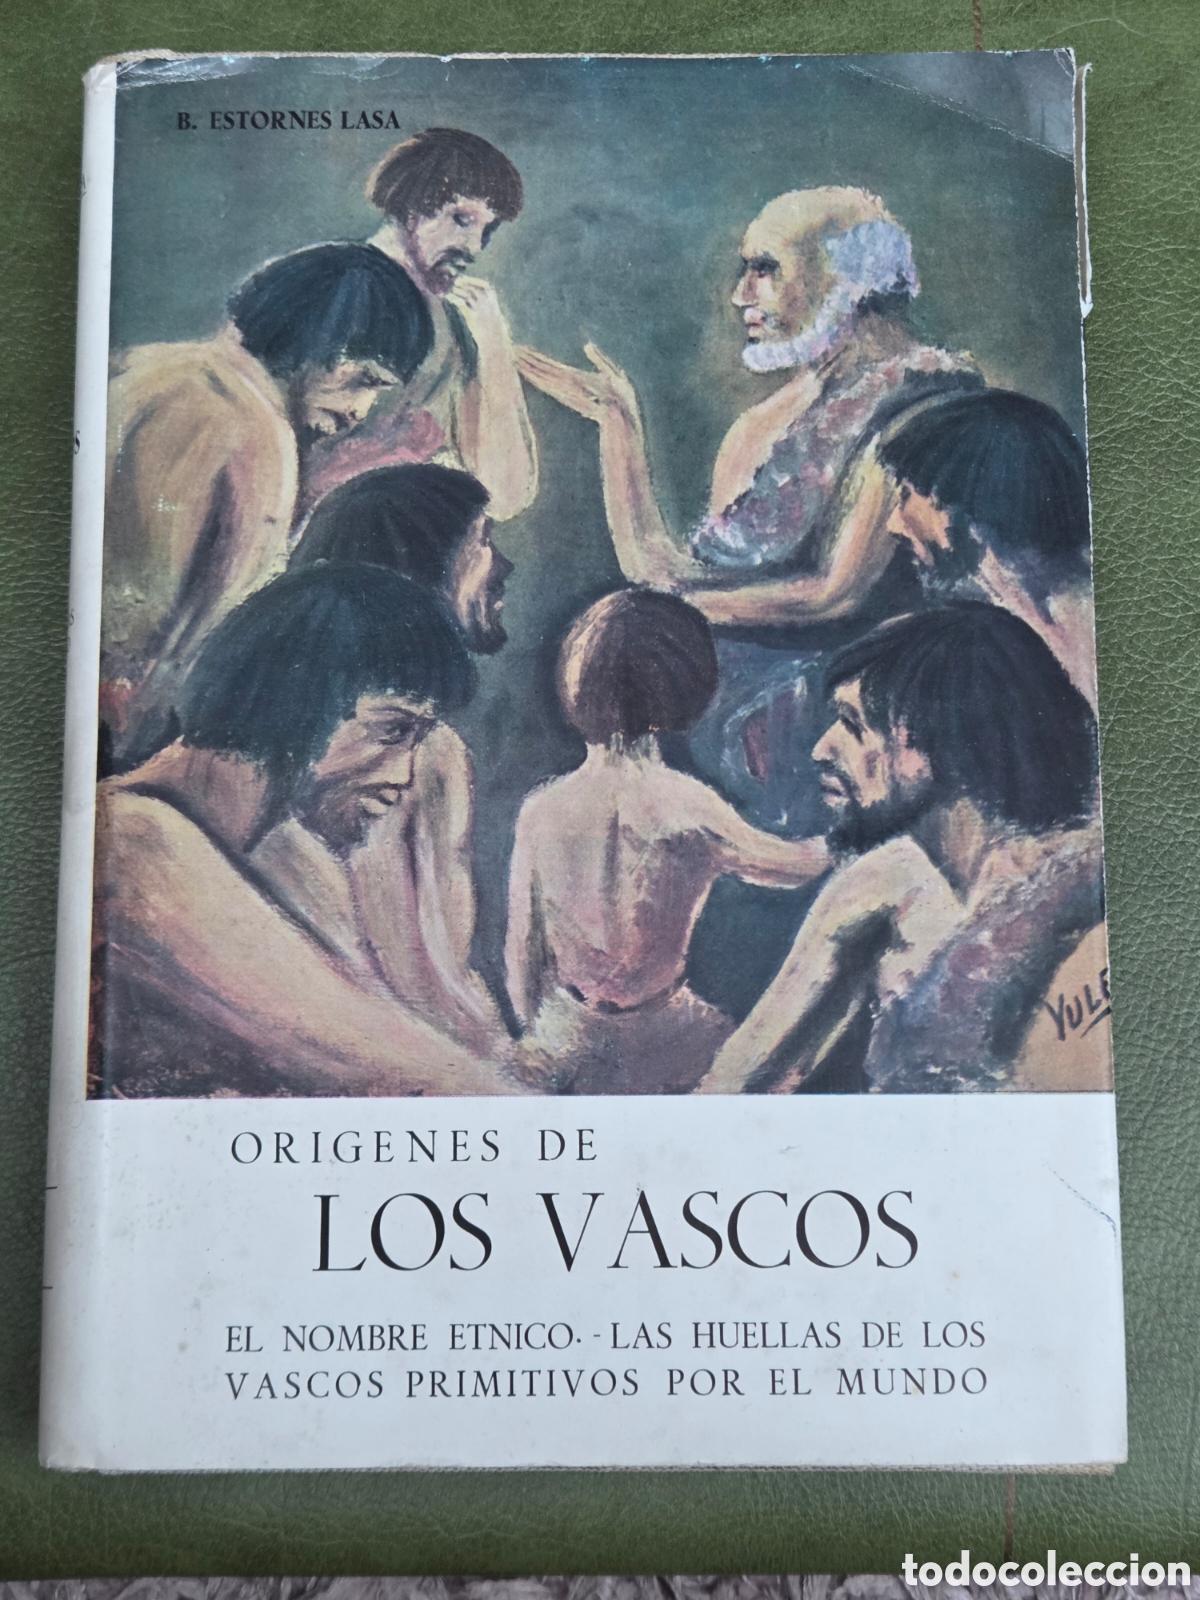 B. ESTORNES LASA
YULE
ORIGENES DE
LOS VASCOS
EL NOMBRE ETNICO. - LAS HUELLAS DE LOS
VASCOS PRIMITIVOS POR EL MUNDO
todocoleccion